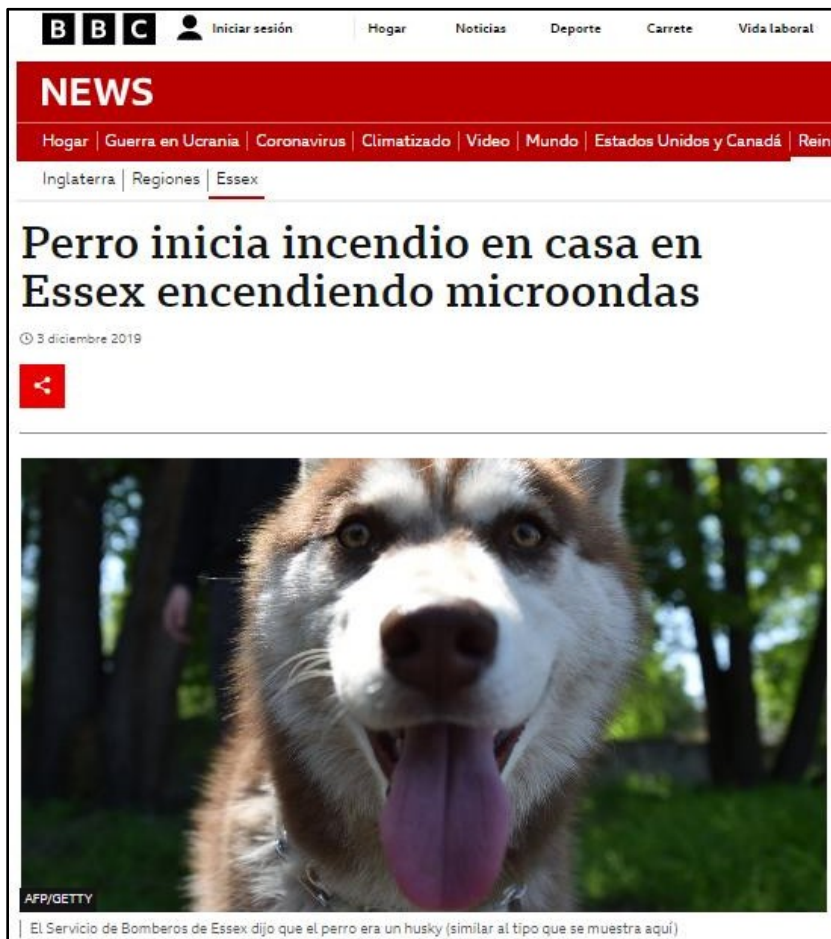 BBC Iniciar sesión Hogar Noticias Deporte Carrete Vida laboral
NEWS
Hogar | Guerra en Ucrania | Coronavirus | Climatizado | Video | Mundo | Estados Unidos y Canadá | Rein
Inglaterra | Regiones | Essex
Perro inicia incendio en casa en
Essex encendiendo microondas
3 diciembre 2019
AFP/GETTY
El Servicio de Bomberos de Essex dijo que el perro era un husky (similar al tipo que se muestra aquí)